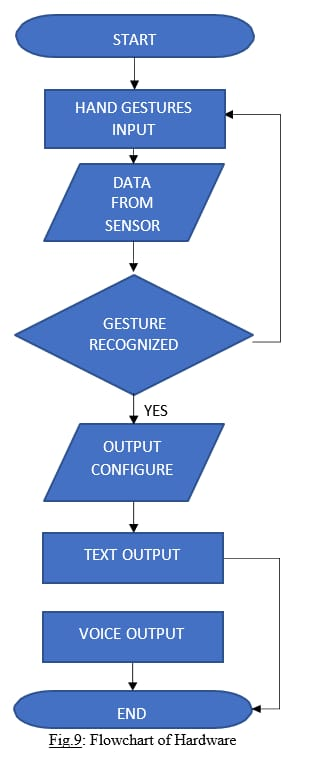 START
HAND GESTURES
INPUT
DATA
FROM
SENSOR
GESTURE
RECOGNIZED
YES
OUTPUT
CONFIGURE
TEXT OUTPUT
VOICE OUTPUT
END
Fig.9: Flowchart of Hardware